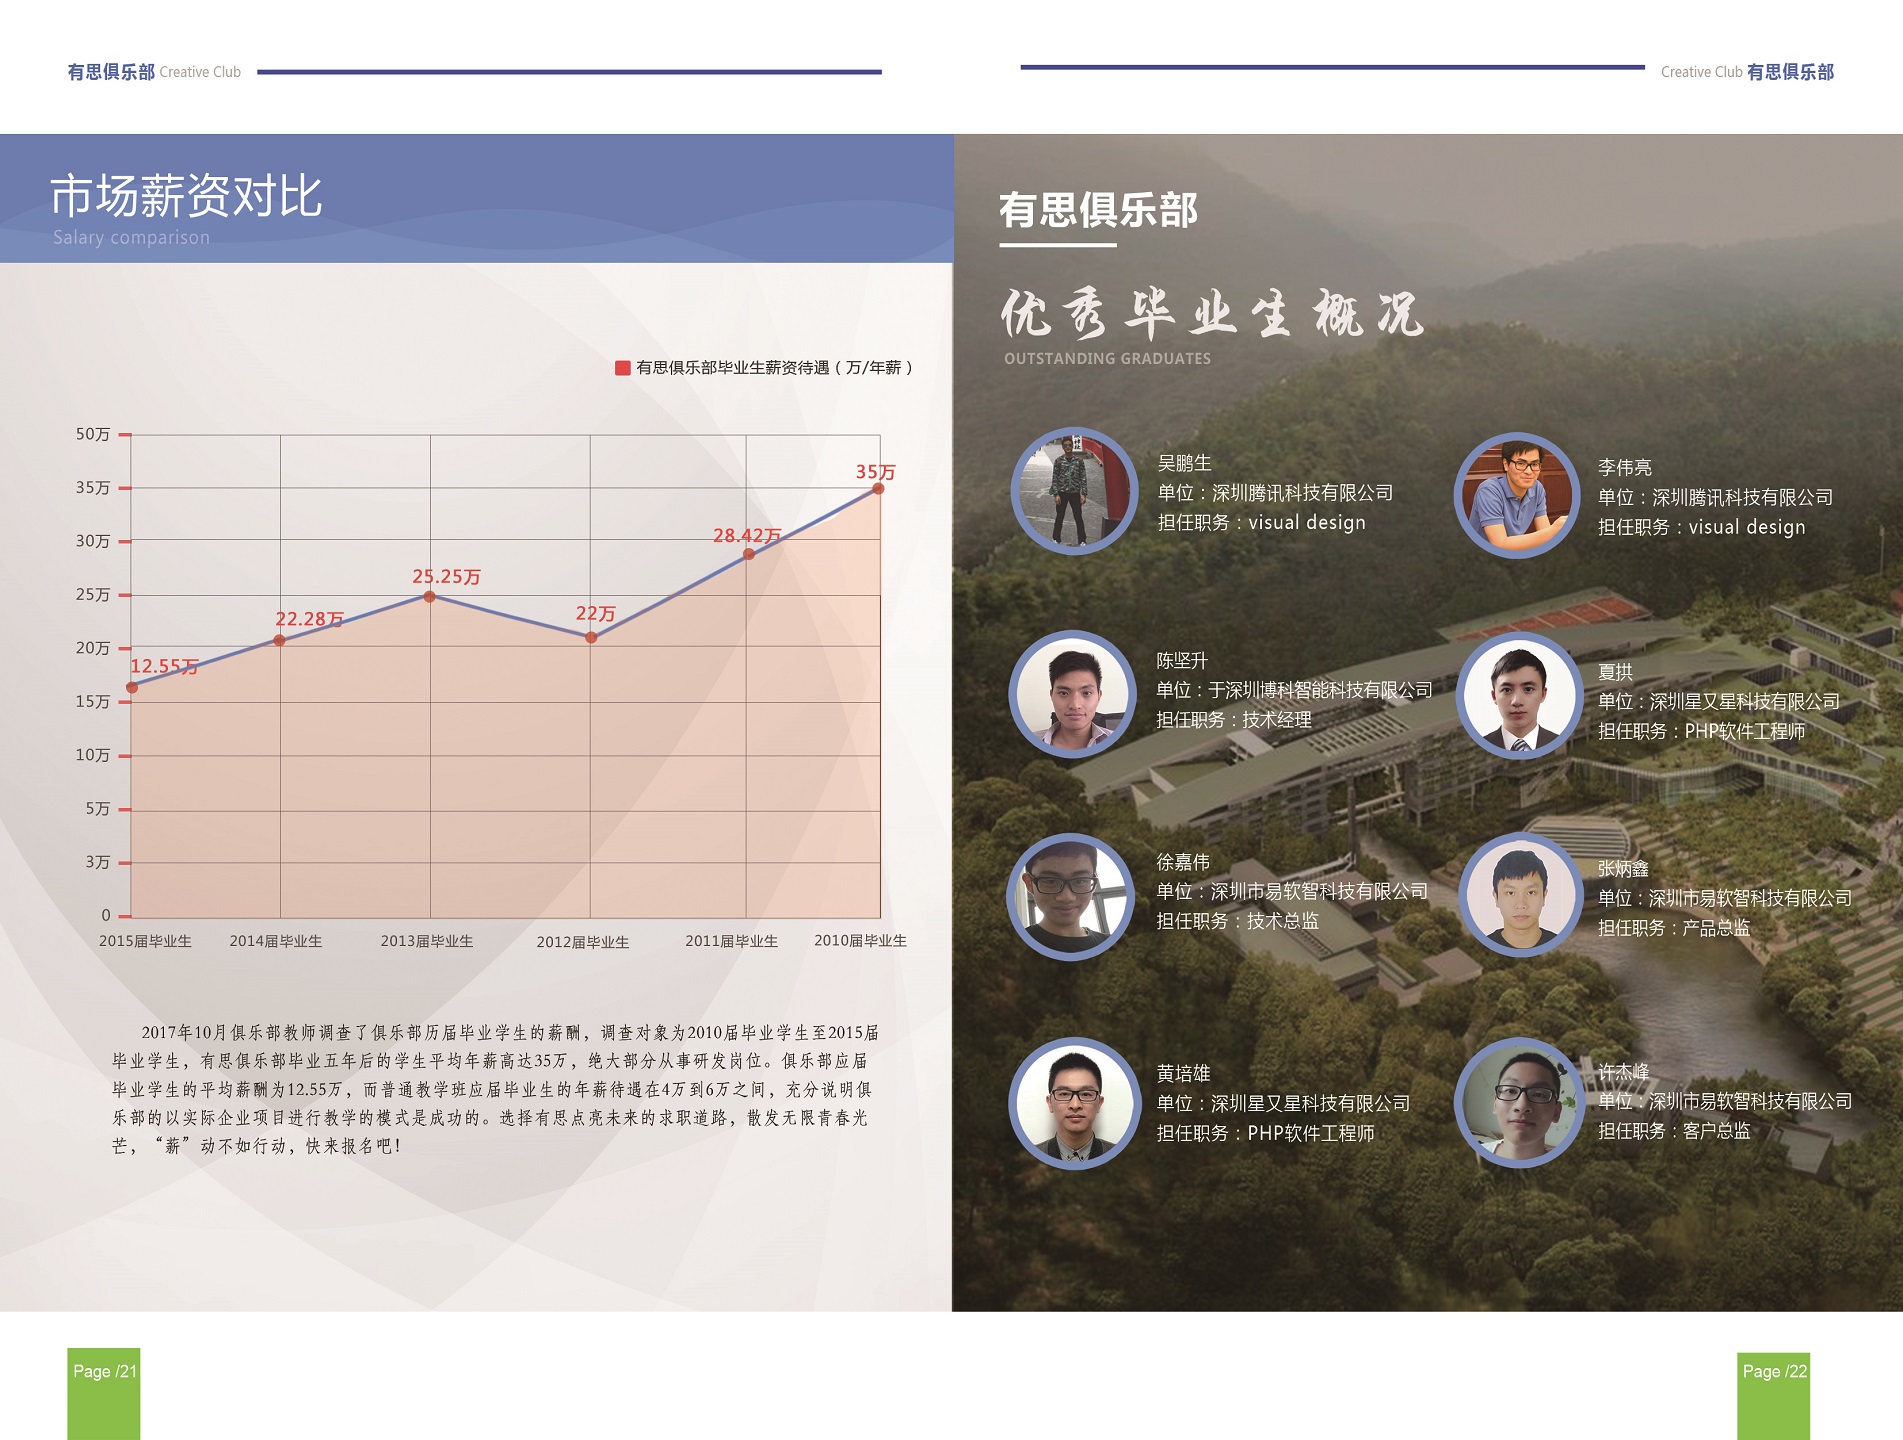 有思俱乐部 Creative Club
市场薪资对比
Salary comparison
有思俱乐部毕业生薪资待遇（万/年薪）
50万
35万
30万
25万
20万
15万
10万
5万
3万
0
12.55万
22.28万
25.25万
22万
28.42万
35万
2015届毕业生
2014届毕业生
2013届毕业生
2012届毕业生
2011届毕业生
2010届毕业生
2017年10月俱乐部教师调查了俱乐部历届毕业学生的薪酬，调查对象为2010届毕业学生至2015届
毕业学生，有思俱乐部毕业五年后的学生平均年薪高达35万，绝大部分从事研发岗位。俱乐部应届
毕业学生的平均薪酬为12.55万，而普通教学班应届毕业生的年薪待遇在4万到6万之间，充分说明俱
乐部的以实际企业项目进行教学的模式是成功的。选择有思点亮未来的求职道路，散发无限青春光
芒，“薪”动不如行动，快来报名吧！
Page /21
Creative Club 有思俱乐部
有思俱乐部
优秀毕业生概况
OUTSTANDING GRADUATES
吴鹏生
单位：深圳腾讯科技有限公司
担任职务：visual design
李伟亮
单位：深圳腾讯科技有限公司
担任职务：visual design
陈坚升
单位：于深圳博科智能科技有限公司
担任职务：技术经理
夏拱
单位：深圳星又星科技有限公司
担任职务：PHP软件工程师
徐嘉伟
单位：深圳市易软智科技有限公司
担任职务：技术总监
张炳鑫
单位：深圳市易软智科技有限公司
担任职务：产品总监
黄培雄
单位：深圳星又星科技有限公司
担任职务：PHP软件工程师
许杰峰
单位：深圳市易软智科技有限公司
担任职务：客户总监
Page /22